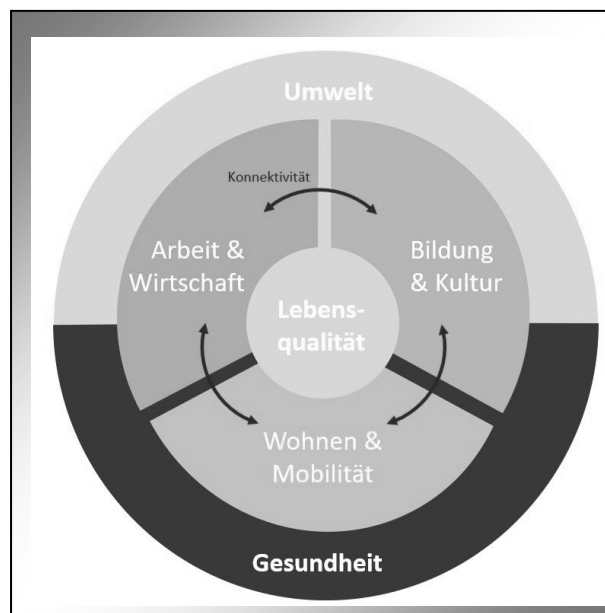 Umwelt
Konnektivität
Arbeit &
Wirtschaft
Bildung
& Kultur
Lebens-
qualität
Wohnen &
Mobilität
Gesundheit